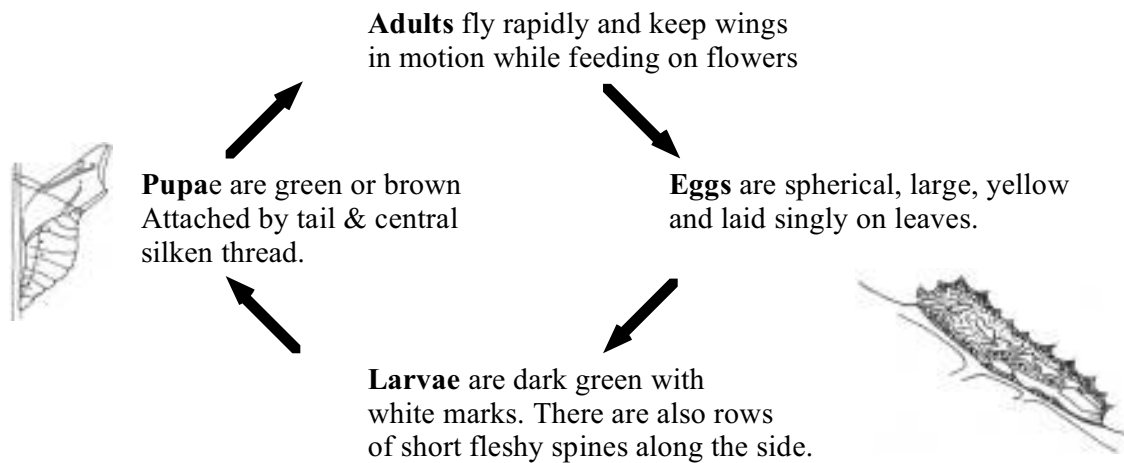 Adults fly rapidly and keep wings
in motion while feeding on flowers
Pupae are green or brown
Attached by tail & central
silken thread.
Eggs are spherical, large, yellow
and laid singly on leaves.
Larvae are dark green with
white marks. There are also rows
of short fleshy spines along the side.